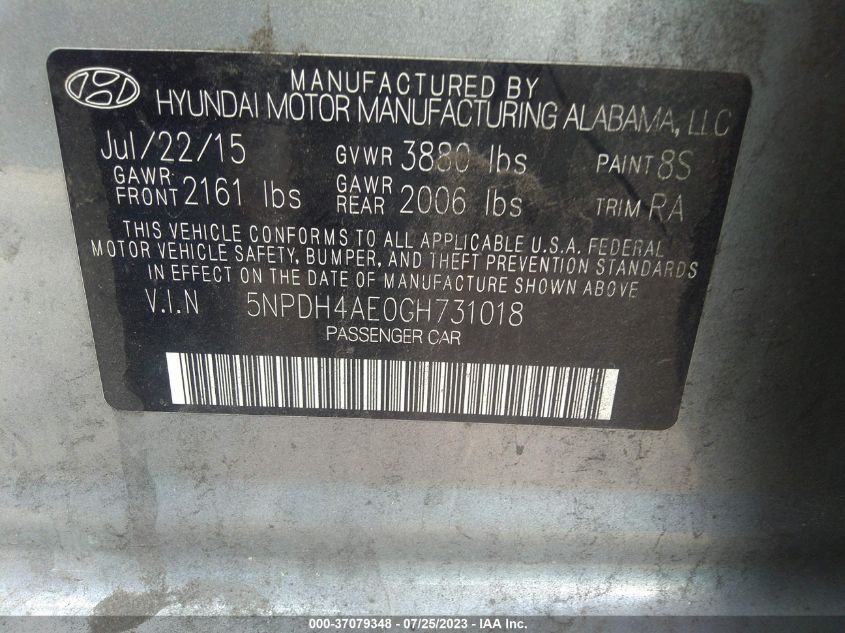 MANUFACTURED BY
HYUNDAI MOTOR MANUFACTURING ALABAMA, LLC
Jul/22/15 GVWR 3880 lbs PAINT 8S
GAWR FRONT 2161 lbs GAWR REAR 2006 lbs TRIM RA
THIS VEHICLE CONFORMS TO ALL APPLICABLE U.S.A. FEDERAL
MOTOR VEHICLE SAFETY, BUMPER, AND THEFT PREVENTION STANDARDS
IN EFFECT ON THE DATE OF MANUFACTURE SHOWN ABOVE
V.I.N 5NPDH4AE0GH731018
PASSENGER CAR
000-37079348 - 07/25/2023 - IAA Inc.